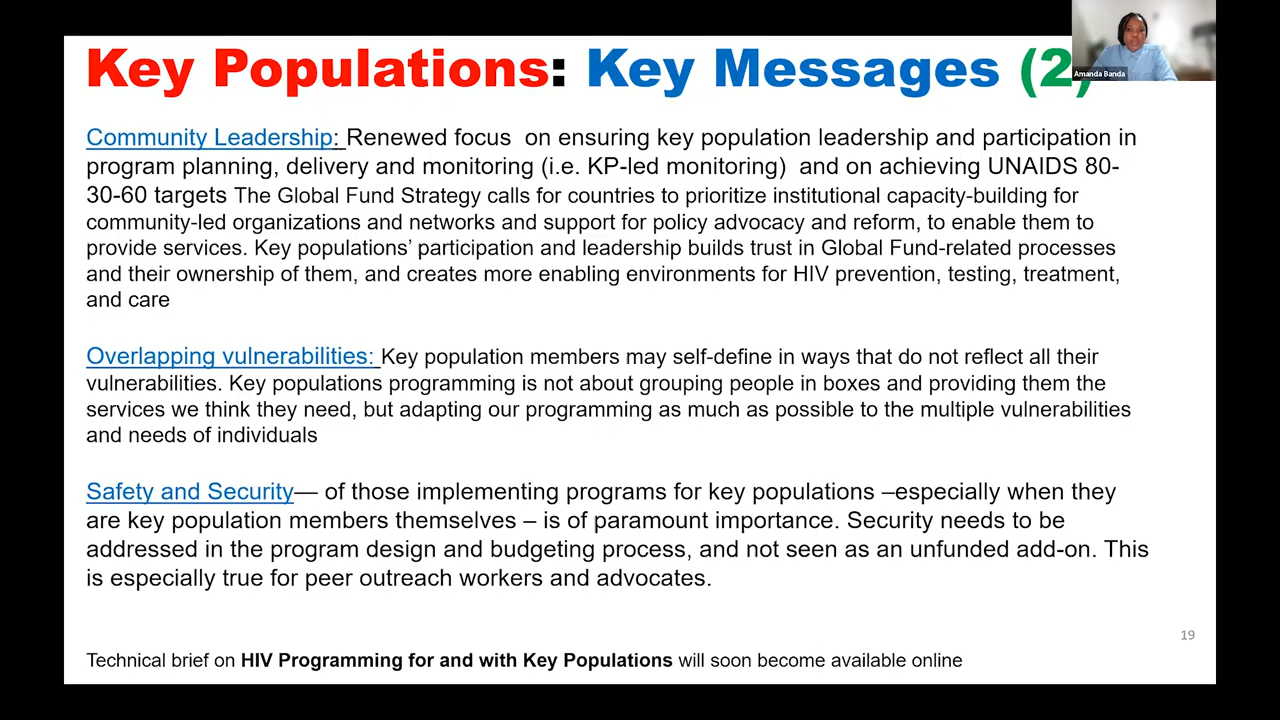 Key Populations: Key Messages (2)
Amanda Banda
Community Leadership: Renewed focus on ensuring key population leadership and participation in
program planning, delivery and monitoring (i.e. KP-led monitoring) and on achieving UNAIDS 80-
30-60 targets The Global Fund Strategy calls for countries to prioritize institutional capacity-building for
community-led organizations and networks and support for policy advocacy and reform, to enable them to
provide services. Key populations’ participation and leadership builds trust in Global Fund-related processes
and their ownership of them, and creates more enabling environments for HIV prevention, testing, treatment,
and care
Overlapping vulnerabilities: Key population members may self-define in ways that do not reflect all their
vulnerabilities. Key populations programming is not about grouping people in boxes and providing them the
services we think they need, but adapting our programming as much as possible to the multiple vulnerabilities
and needs of individuals
Safety and Security— of those implementing programs for key populations –especially when they
are key population members themselves – is of paramount importance. Security needs to be
addressed in the program design and budgeting process, and not seen as an unfunded add-on. This
is especially true for peer outreach workers and advocates.
19
Technical brief on HIV Programming for and with Key Populations will soon become available online